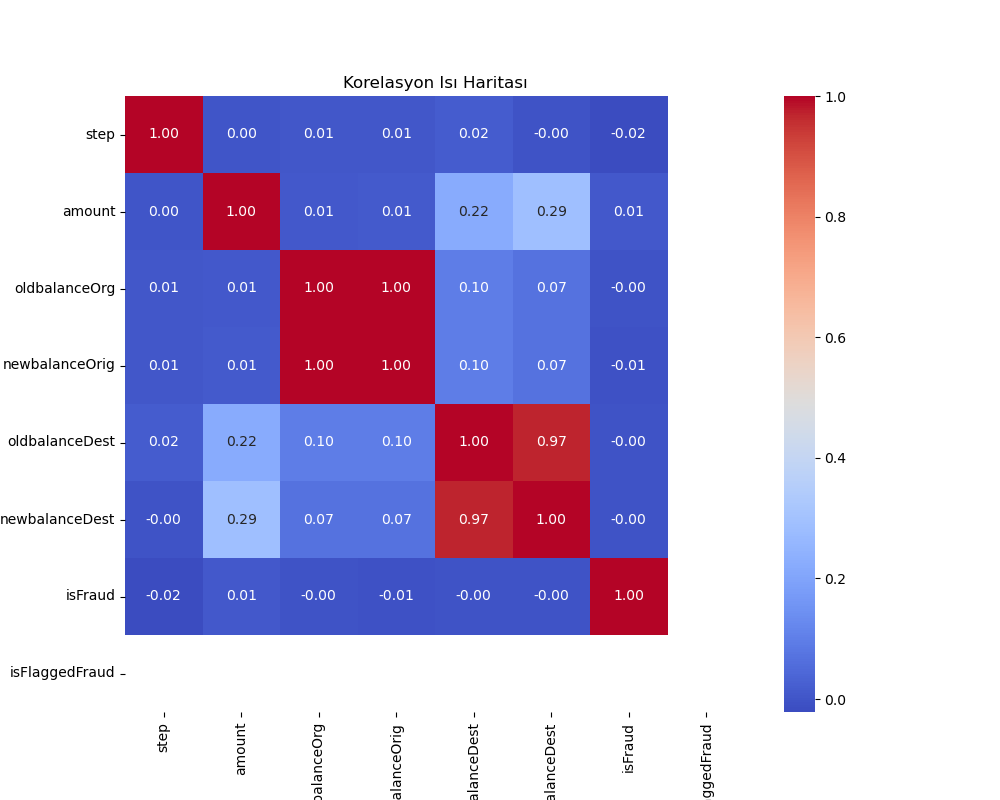 Korelasyon Isı Haritası
step 1.00 0.00 0.01 0.01 0.02 -0.00 -0.02
amount 0.00 1.00 0.01 0.01 0.22 0.29 0.01
oldbalanceOrg 0.01 0.01 1.00 1.00 0.10 0.07 -0.00
newbalanceOrig 0.01 0.01 1.00 1.00 0.10 0.07 -0.01
oldbalanceDest 0.02 0.22 0.10 0.10 1.00 0.97 -0.00
newbalanceDest -0.00 0.29 0.07 0.07 0.97 1.00 -0.00
isFraud -0.02 0.01 -0.00 -0.01 -0.00 -0.00 1.00
isFlaggedFraud
step
amount
balanceOrg
alanceOrig
alanceDest
alanceDest
isFraud
ggedFraud
1.0
0.8
0.6
0.4
0.2
0.0